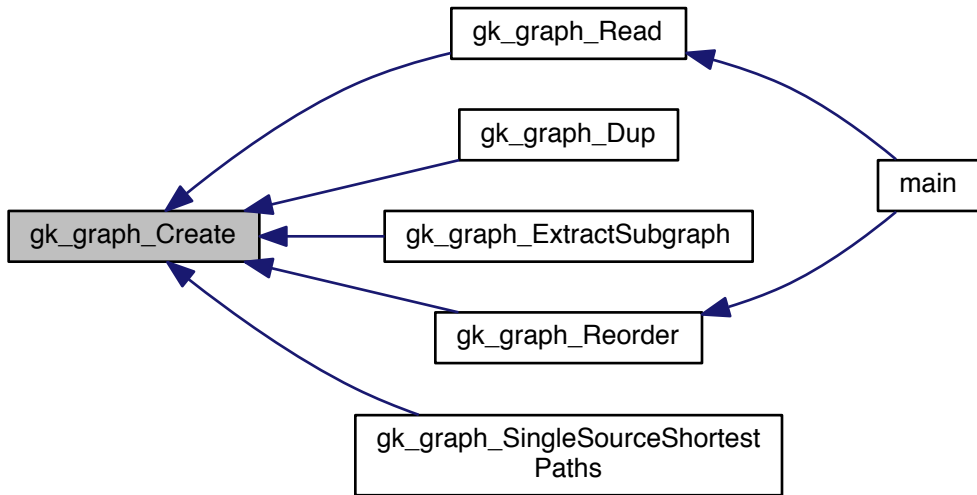 gk_graph_Read
gk_graph_Dup
main
gk_graph_Create
gk_graph_ExtractSubgraph
gk_graph_Reorder
gk_graph_SingleSourceShortest
Paths